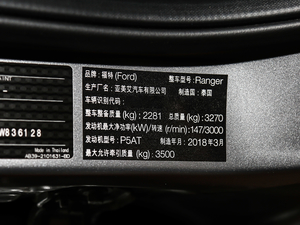 W836128
Made in Thailand
AB39-2101631-BD
品牌：福特 (Ford)
整车型号：Ranger
生产厂名：亚美艾汽车有限公司
制造国：泰国
车辆识别代号：
整车整备质量 (kg)：2281
总质量 (kg)：3270
发动机最大净功率(kW)/转速 (r/min):147/3000
发动机型号：P5AT
制造年月：2018年3月
最大允许牵引质量 (kg)：3500